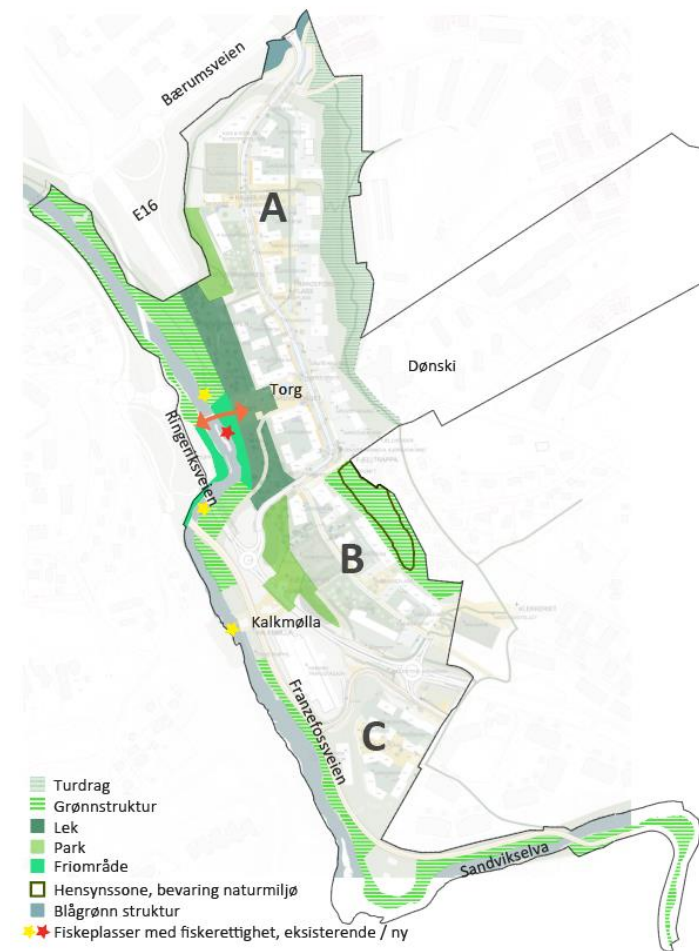 Bærumsveien
E16
A
Dønski
Torg
Ringeriksveien
B
Kalkmølla
Franzefossveien
C
Sandvikselva
Turdrag
Grønnstruktur
Lek
Park
Friområde
Hensynssone, bevaring naturmiljø
Blågrønn struktur
Fiskeplasser med fiskerettighet, eksisterende / ny